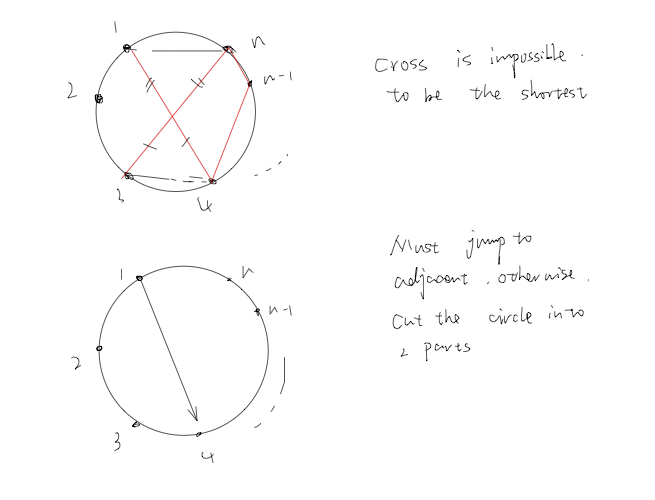 1
n
n-1
2
3
4
Cross is impossible.
to be the shortest
1
n
n-1
2
3
4
Must jump to
adjacent. otherwise.
Cut the circle into
2 parts